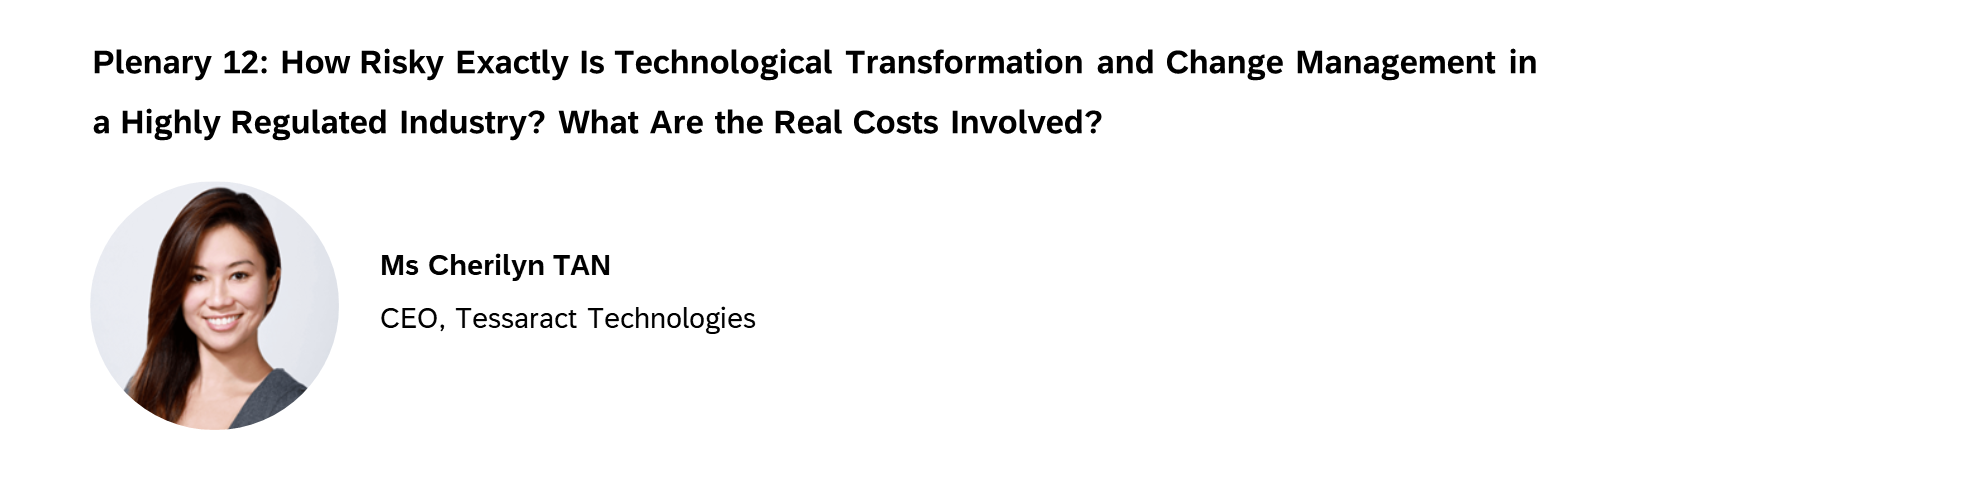 Plenary 12: How Risky Exactly Is Technological Transformation and Change Management in
a Highly Regulated Industry? What Are the Real Costs Involved?
Ms Cherilyn TAN
CEO, Tessaract Technologies